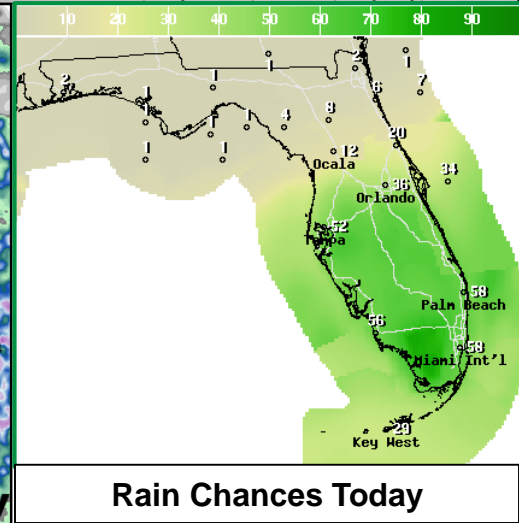 10 20 30 40 50 60 70 80 90
1 2 1
2 1 6 7
1
1 1 1 4 8
20
1 1 12
Ocala
34
36
Orlando
52
Tampa
58
Palm Beach
56
58
Miami Int'l
29
Key West
Rain Chances Today